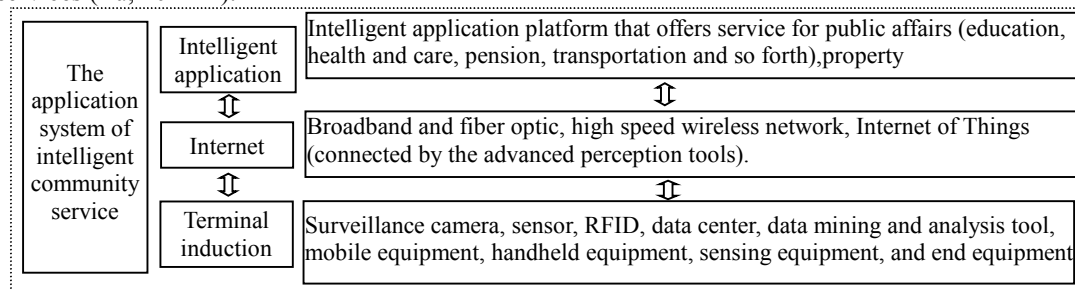 The
application
system of
intelligent
community
service
Intelligent
application
Internet
Terminal
induction
Intelligent application platform that offers service for public affairs (education,
health and care, pension, transportation and so forth),property
Broadband and fiber optic, high speed wireless network, Internet of Things
(connected by the advanced perception tools).
Surveillance camera, sensor, RFID, data center, data mining and analysis tool,
mobile equipment, handheld equipment, sensing equipment, and end equipment